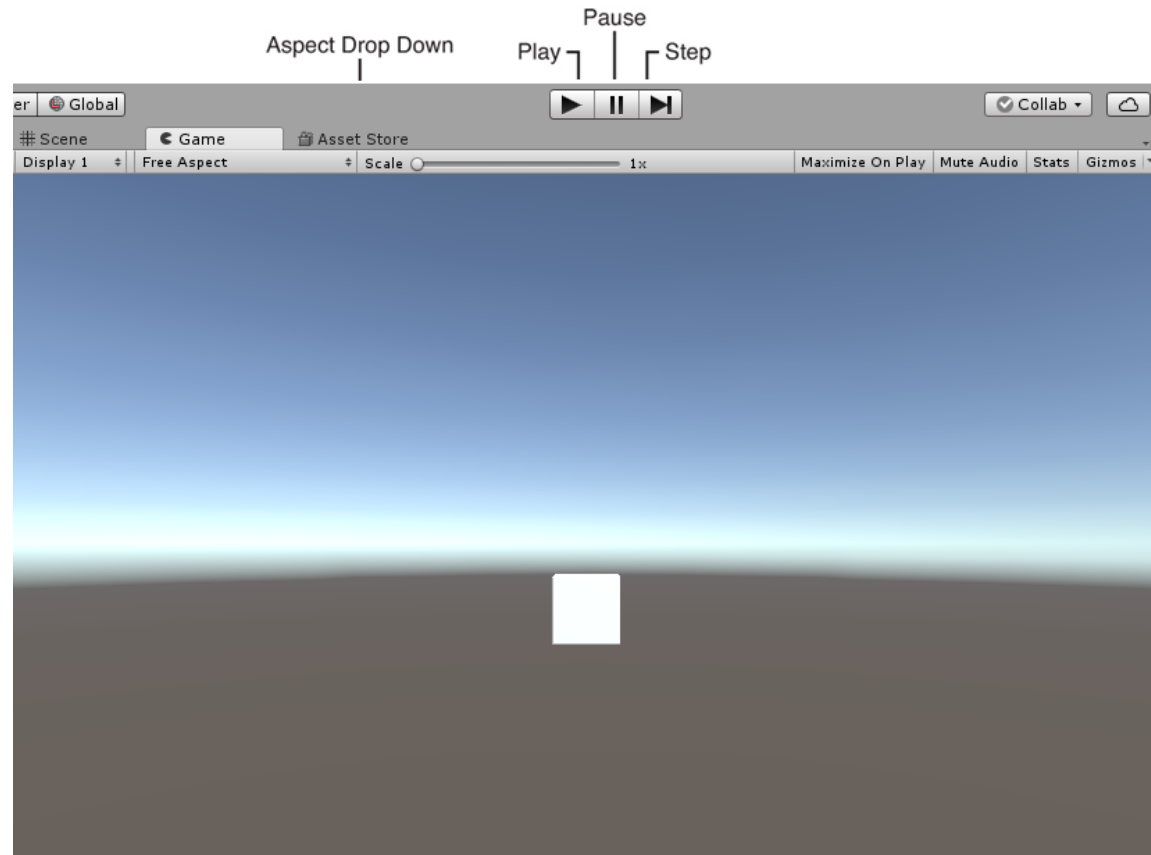 Pause
Aspect Drop Down
Play
Step
er
Global
Collab
Scene
Game
Asset Store
Display 1
Free Aspect
Scale
1x
Maximize On Play
Mute Audio
Stats
Gizmos